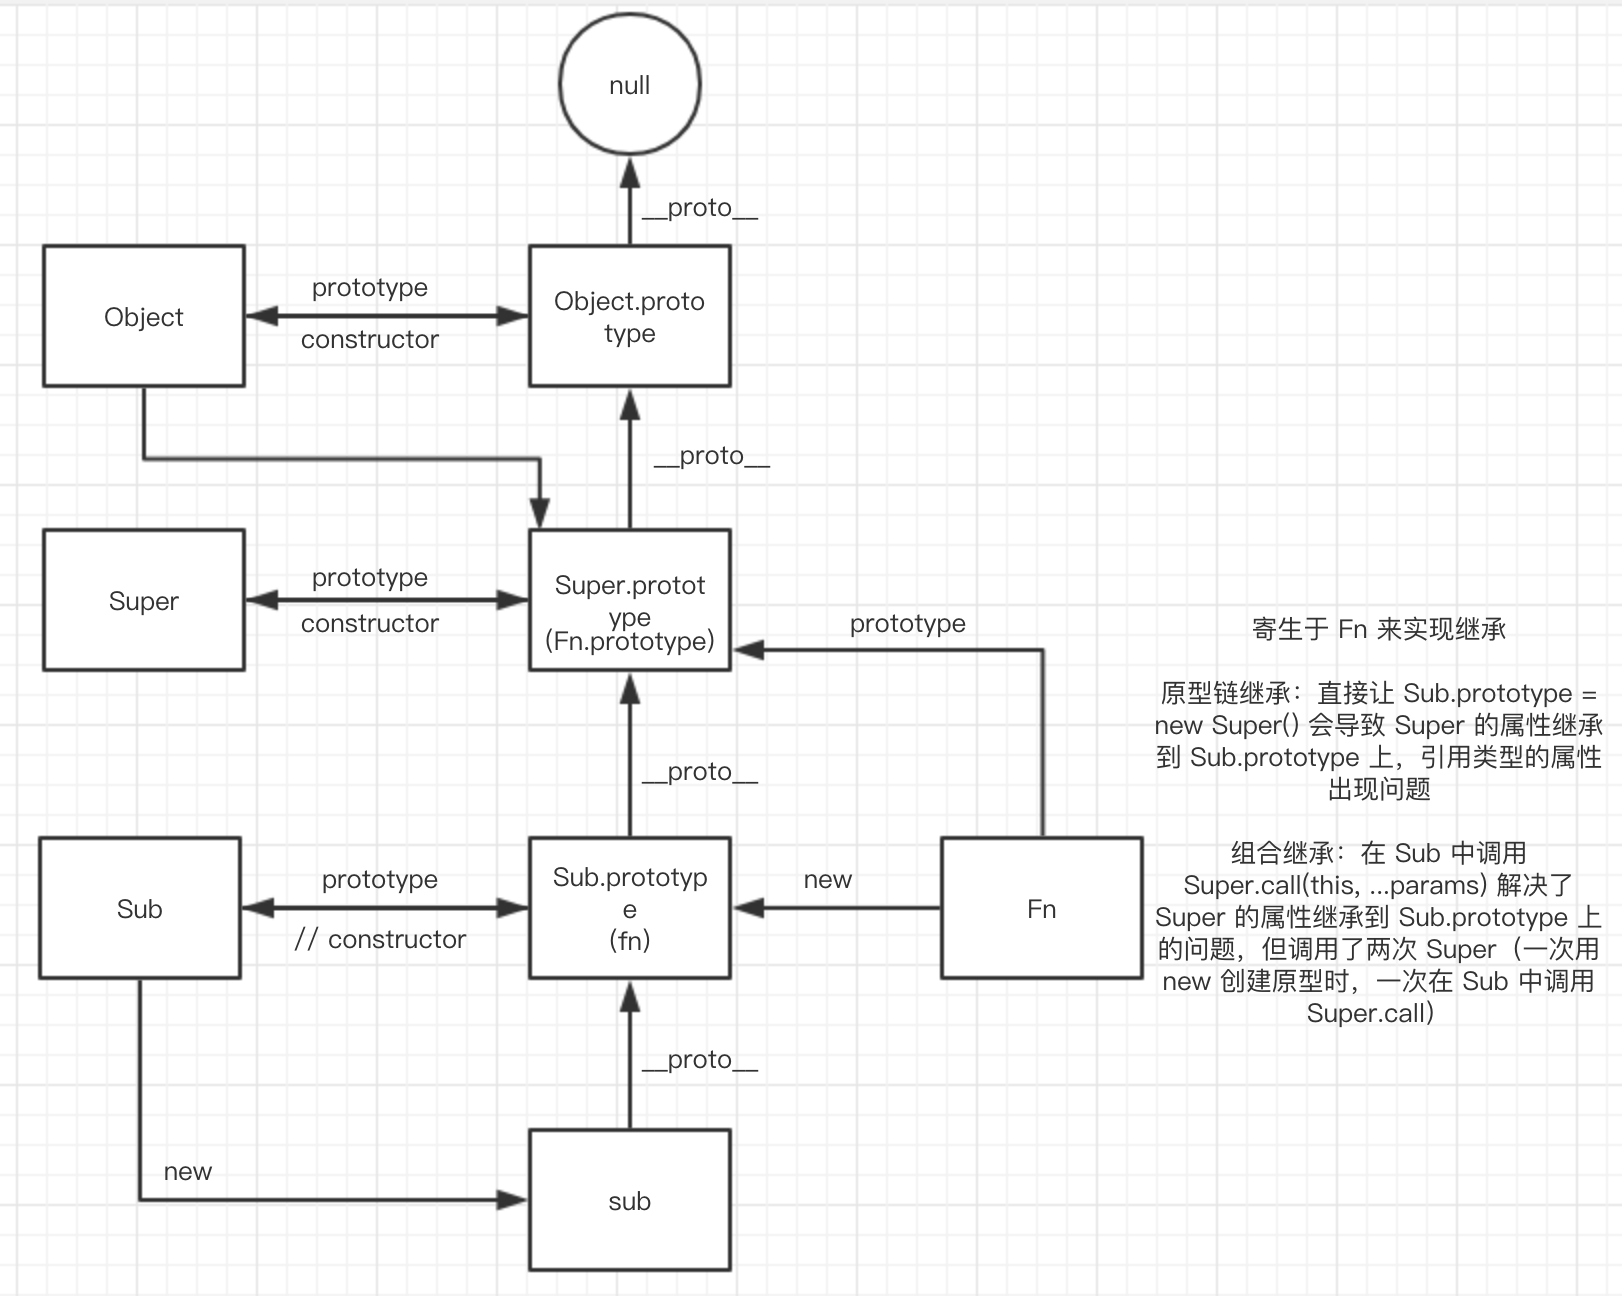 null
__proto__
Object
prototype
constructor
Object.proto
type
__proto__
Super
prototype
constructor
Super.protot
ype
(Fn.prototype)
prototype
__proto__
Sub
prototype
// constructor
Sub.prototyp
e
(fn)
new
Fn
寄生于 Fn 来实现继承
原型链继承：直接让 Sub.prototype =
new Super() 会导致 Super 的属性继承
到 Sub.prototype 上，引用类型的属性
出现问题
组合继承：在 Sub 中调用
Super.call(this, ...params) 解决了
Super 的属性继承到 Sub.prototype 上
的问题，但调用了两次 Super（一次用
new 创建原型时，一次在 Sub 中调用
Super.call）
__proto__
new
sub